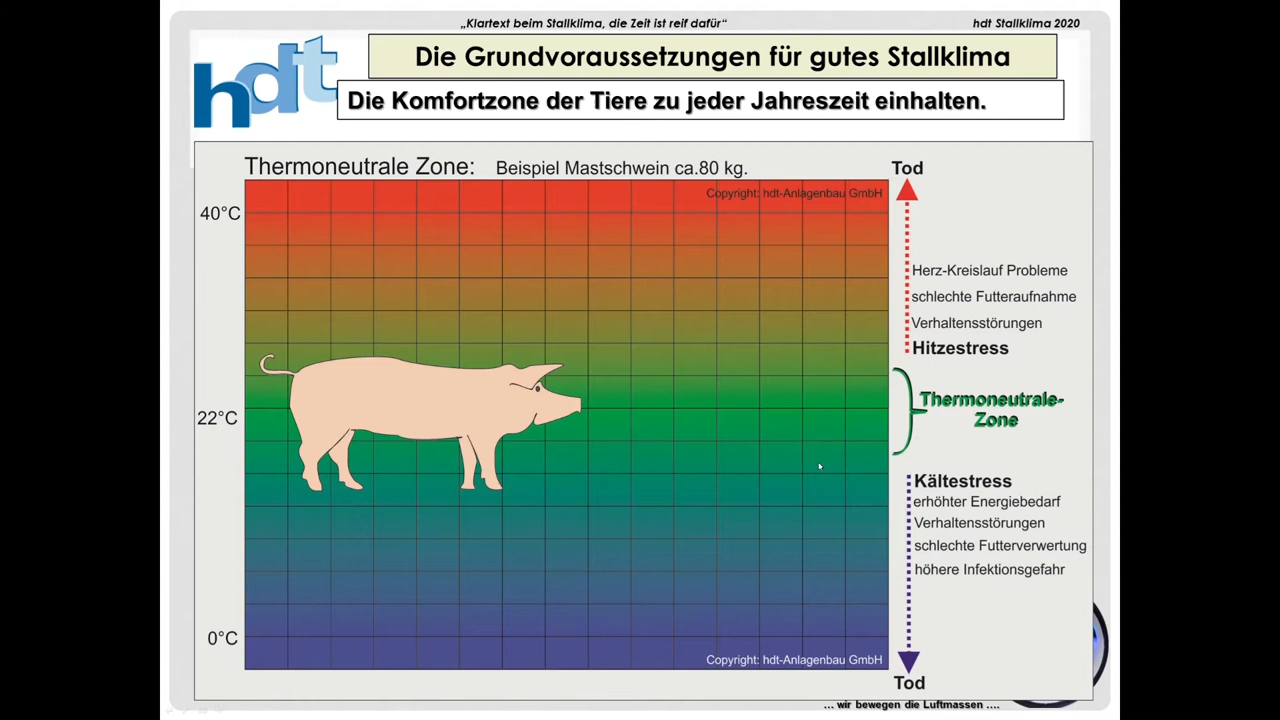 „Klartext beim Stallklima, die Zeit ist reif dafür“
hdt Stallklima 2020
hdt
Die Grundvoraussetzungen für gutes Stallklima
Die Komfortzone der Tiere zu jeder Jahreszeit einhalten.
Thermoneutrale Zone: Beispiel Mastschwein ca.80 kg.
Tod
Copyright: hdt-Anlagenbau GmbH
40°C
Herz-Kreislauf Probleme
schlechte Futteraufnahme
Verhaltensstörungen
Hitzestress
22°C
Thermoneutrale-
Zone
Kältestress
erhöhter Energiebedarf
Verhaltensstörungen
schlechte Futterverwertung
höhere Infektionsgefahr
0°C
Copyright: hdt-Anlagenbau GmbH
Tod
... wir bewegen die Luftmassen ....